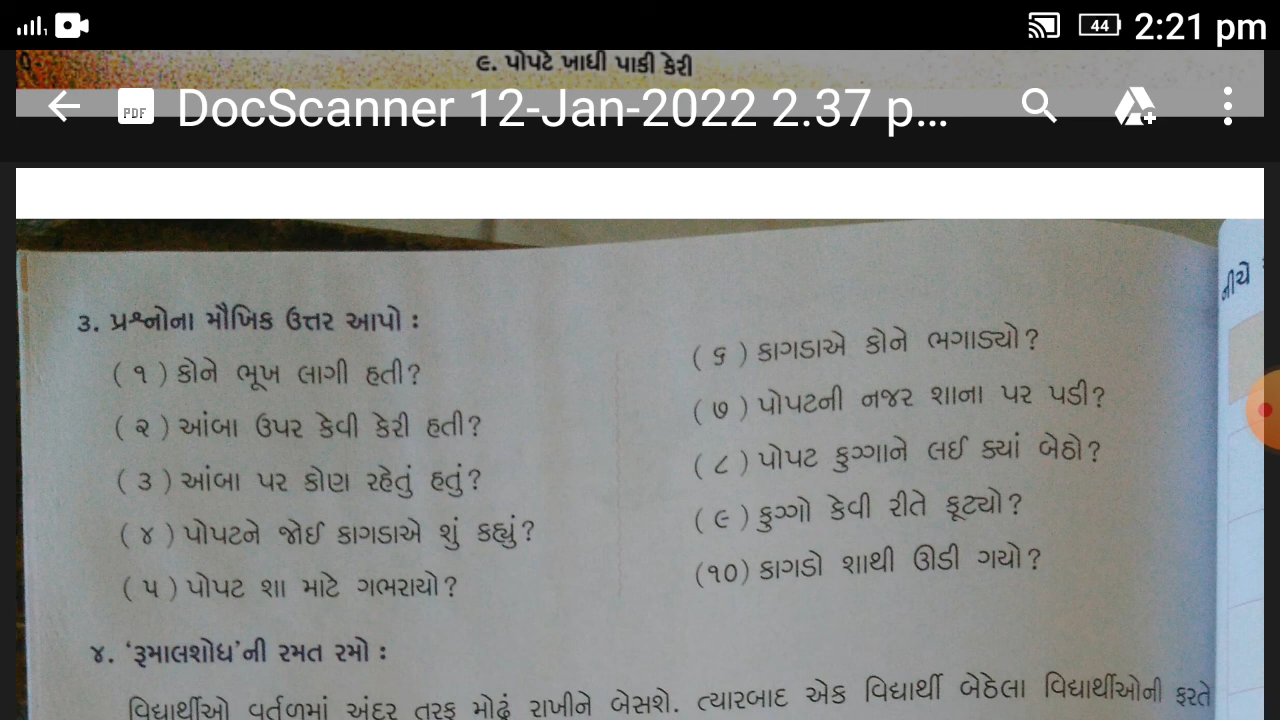 44 2:21 pm
૯. પોપટે ખાધી પાકી કેરી
PDF DocScanner 12-Jan-2022 2.37 p...
૩. પ્રશ્નોના મૌખિક ઉત્તર આપો :
( ૧ ) કોને ભૂખ લાગી હતી?
( ૨ ) આંબા ઉપર કેવી કેરી હતી?
( ૩ ) આંબા પર કોણ રહેતું હતું?
( ૪ ) પોપટને જોઈ કાગડાએ શું કહ્યું?
( ૫ ) પોપટ શા માટે ગભરાયો?
( ૬ ) કાગડાએ કોને ભગાડ્યો?
( ૭ ) પોપટની નજર શાના પર પડી?
( ૮ ) પોપટ ફુગ્ગાને લઈ ક્યાં બેઠો?
( ૯ ) ફુગ્ગો કેવી રીતે ફૂટ્યો?
(૧૦) કાગડો શાથી ઊડી ગયો?
૪. ‘રૂમાલશોધ’ની રમત રમો :
વિદ્યાર્થીઓ વર્તુળમાં અંદર તરફ મોઢું રાખીને બેસશે. ત્યારબાદ એક વિદ્યાર્થી બેઠેલા વિદ્યાર્થીઓની ફરતે
નીચે